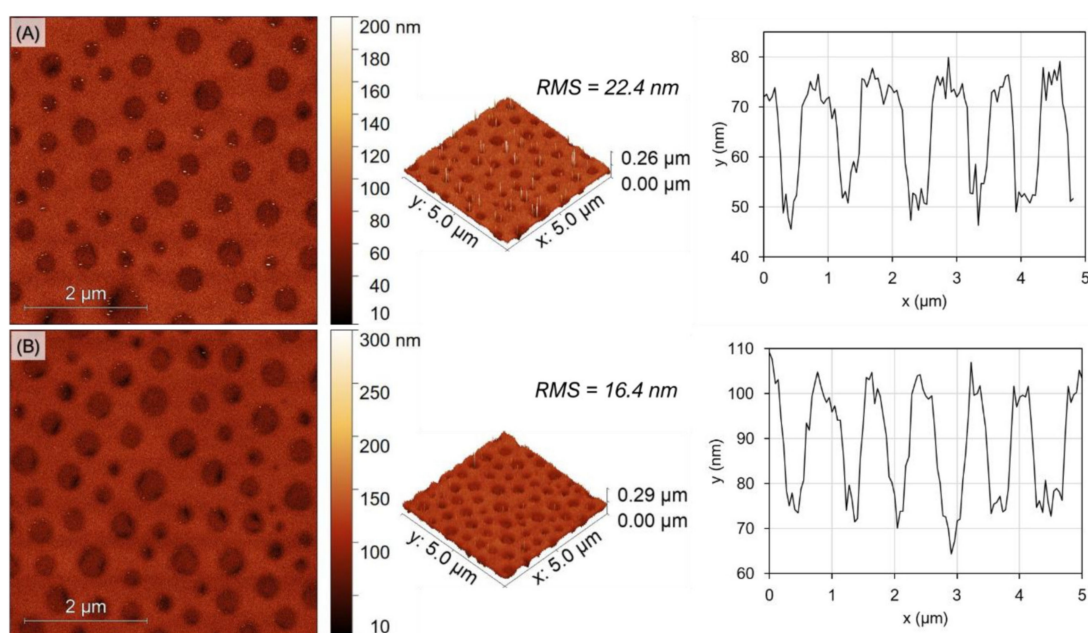 (A)
2 µm
200 nm
180
160
140
120
100
80
60
40
10
RMS = 22.4 nm
0.26 µm
0.00 µm
y: 5.0 µm
x: 5.0 µm
y (nm)
80
70
60
50
40
0
1
2
3
4
5
x (µm)
(B)
2 µm
300 nm
250
200
150
100
10
RMS = 16.4 nm
0.29 µm
0.00 µm
y: 5.0 µm
x: 5.0 µm
y (nm)
110
100
90
80
70
60
0
1
2
3
4
5
x (µm)